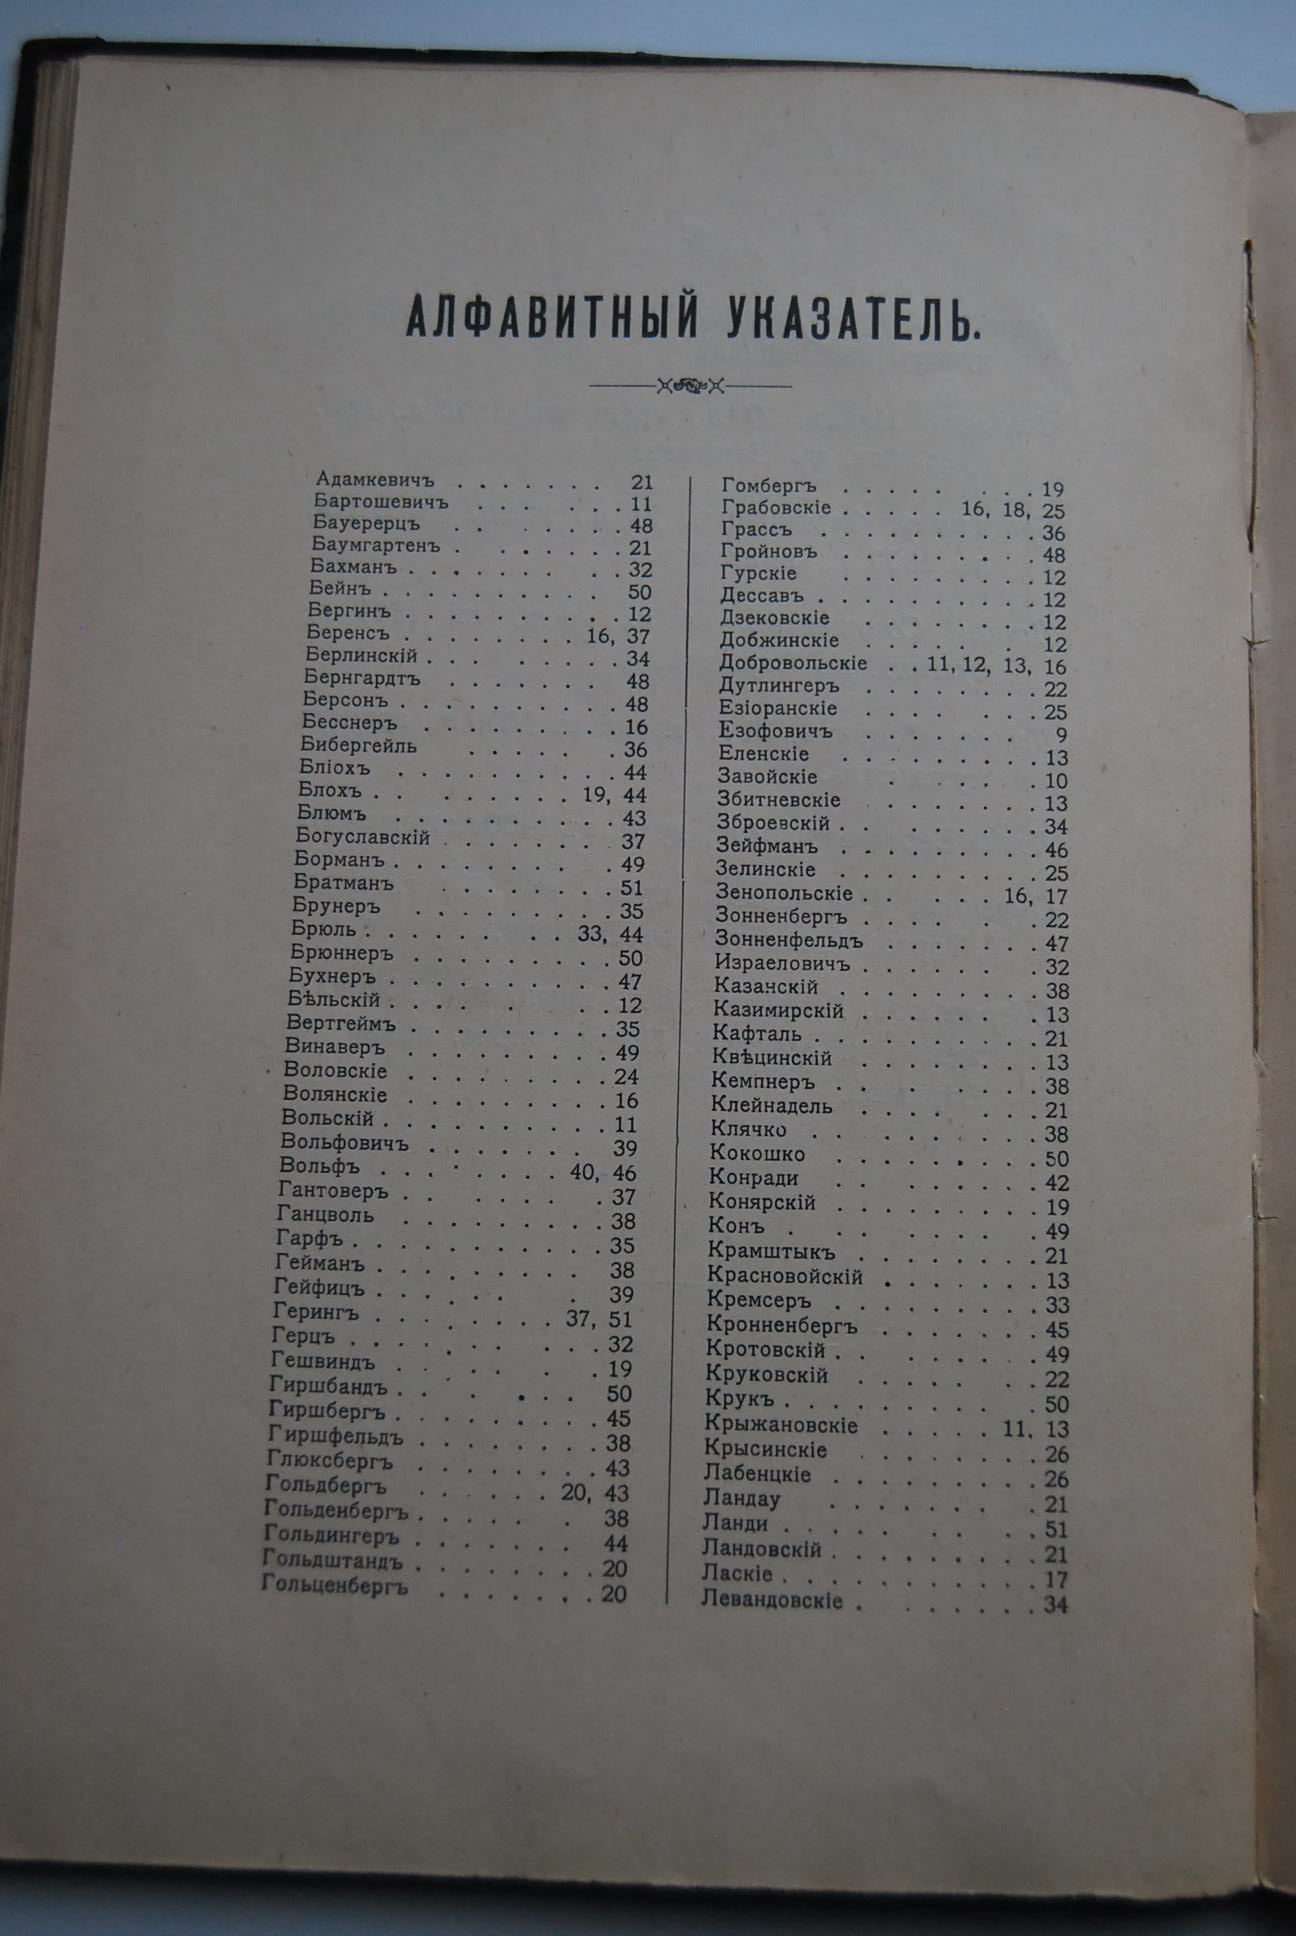 АЛФАВИТНЫЙ УКАЗАТЕЛЬ.
Адамкевичъ . . . . . . . 21
Бартошевичъ . . . . . . 11
Бауерерцъ . . . . . . . 48
Баумгартенъ . . . . . . . 21
Бахманъ . . . . . . . . . 32
Бейнъ . . . . . . . . . . 50
Бергинъ . . . . . . . . . . 12
Беренсъ . . . . . . . . 16, 37
Берлинскій . . . . . . . . 34
Бернгардтъ . . . . . . . 48
Берсонъ . . . . . . . . . . 48
Бесснеръ . . . . . . . . . 16
Бибергейль . . . . . . 36
Бліохъ . . . . . . . . . . 44
Блохъ . . . . . . . . 19, 44
Блюмъ . . . . . . . . . . 43
Богуславскій . . . . . . . . 37
Борманъ . . . . . . . . . 49
Братманъ . . . . . . . . 51
Брунеръ . . . . . . . . . 35
Брюль . . . . . . . . 33, 44
Брюннеръ . . . . . . . . . 50
Бухнеръ . . . . . . . . . . 47
Бѣльскій . . . . . . . 12
Вертгеймъ . . . . . . . . . 35
Винаверъ . . . . . . . . . 49
Воловскіе . . . . . . . . . 24
Волянскіе . . . . . . . . . 16
Вольскій . . . . . . . . . . 11
Вольфовичъ . . . . . . . 39
Вольфъ . . . . . . . . 40, 46
Гантоверъ . . . . . . . 37
Ганцволь . . . . . . . . . 38
Гарфъ . . . . . . . . . . . 35
Гейманъ . . . . . . . . . 38
Гейфицъ . . . . . . . 39
Герингъ . . . . . . . . 37, 51
Герцъ . . . . . . . . . 32
Гешвиндъ . . . . . . 19
Гиршбандъ . . . . . . . 50
Гиршбергъ . . . . . . . . . 45
Гиршфельдъ . . . . . . . . 38
Глюксбергъ . . . . . . . . 43
Гольдбергъ . . . . . . 20, 43
Гольденбергъ . . . . . . 38
Гольдингеръ . . . . . . . 44
Гольдштандъ . . . . . . . . 20
Гольценбергъ . . . . . . . 20
Гомбергъ . . . . . . . . 19
Грабовскіе . . . . . 16, 18, 25
Грассъ . . . . . . . . . . 36
Гройновъ . . . . . . . . . 48
Гурскіе . . . . . . . . . 12
Дессавъ . . . . . . . . . . 12
Дзековскіе . . . . . . . . 12
Добжинскіе . . . . . . 12
Добровольскіе . . 11, 12, 13, 16
Дутлингеръ . . . . . . . . 22
Езіоранскіе . . . . . . . 25
Езофовичъ . . . . . . . 9
Еленскіе . . . . . . . . . 13
Завойскіе . . . . . . 10
Збитневскіе . . . . . . . 13
Зброевскій . . . . . . . . 34
Зейфманъ . . . . . . . . . 46
Зелинскіе . . . . . . . . . 25
Зенопольскіе . . . . . . 16, 17
Зонненбергъ . . . . . . 22
Зонненфельдъ . . . . . . . 47
Израеловичъ . . . . . . . 32
Казанскій . . . . . . . . . 38
Казимирскій . . . . . . . 13
Кафталь . . . . . . . . . . 21
Квѣцинскій . . . . . . . . 13
Кемпнеръ . . . . . . . . 38
Клейнадель . . . . . . . 21
Клячко . . . . . . . . 38
Кокошко . . . . . . . . . 50
Конради . . . . . . . . 42
Конярскій . . . . . . . . . 19
Конъ . . . . . . . . 49
Крамштыкъ . . . . . . . . 21
Красновойскій . . . . . . . 13
Кремсеръ . . . . . . . . . 33
Кронненбергъ . . . . . . . 45
Кротовскій . . . . . . . . 49
Круковскій . . . . . . . 22
Крукъ . . . . . . . . . . 50
Крыжановскіе . . . . . 11, 13
Крысинскіе . . . . . . . 26
Лабенцкіе . . . . . . . . . 26
Ландау . . . . . . . . 21
Ланди . . . . . . . . . 51
Ландовскій . . . . . . . . . 21
Ласкіе . . . . . . . . . . . 17
Левандовскіе . . . . . . . 34